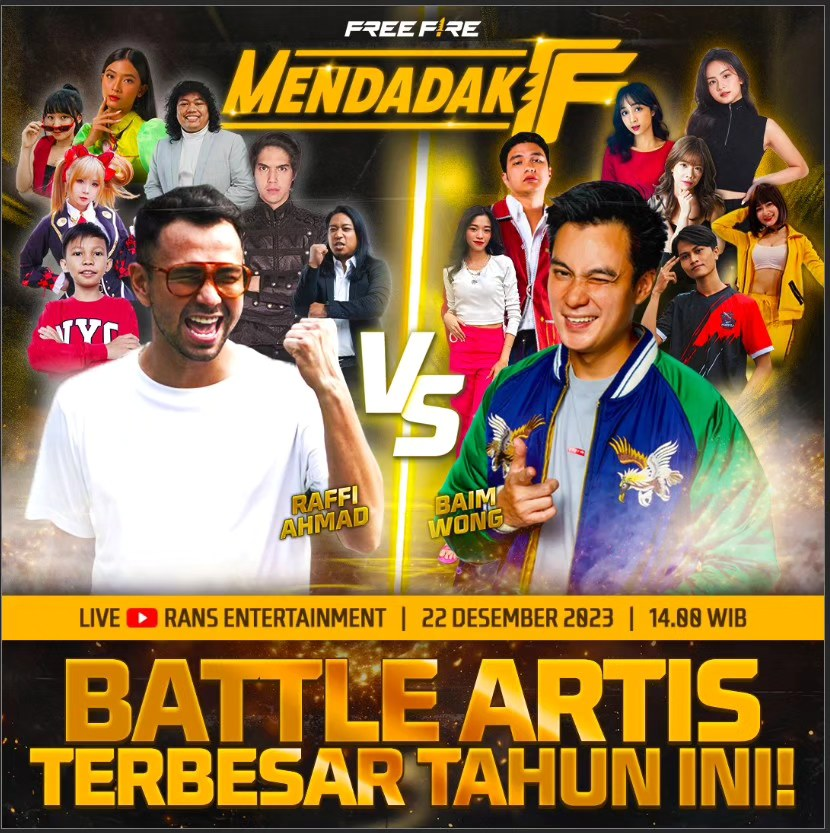 FREE FIRE
MENDADAK FF
VS
NYC
RAFFI
AHMAD
BAIM
WONG
LIVE RANS ENTERTAINMENT | 22 DESEMBER 2023 | 14.00 WIB
BATTLE ARTIS
TERBESAR TAHUN INI!